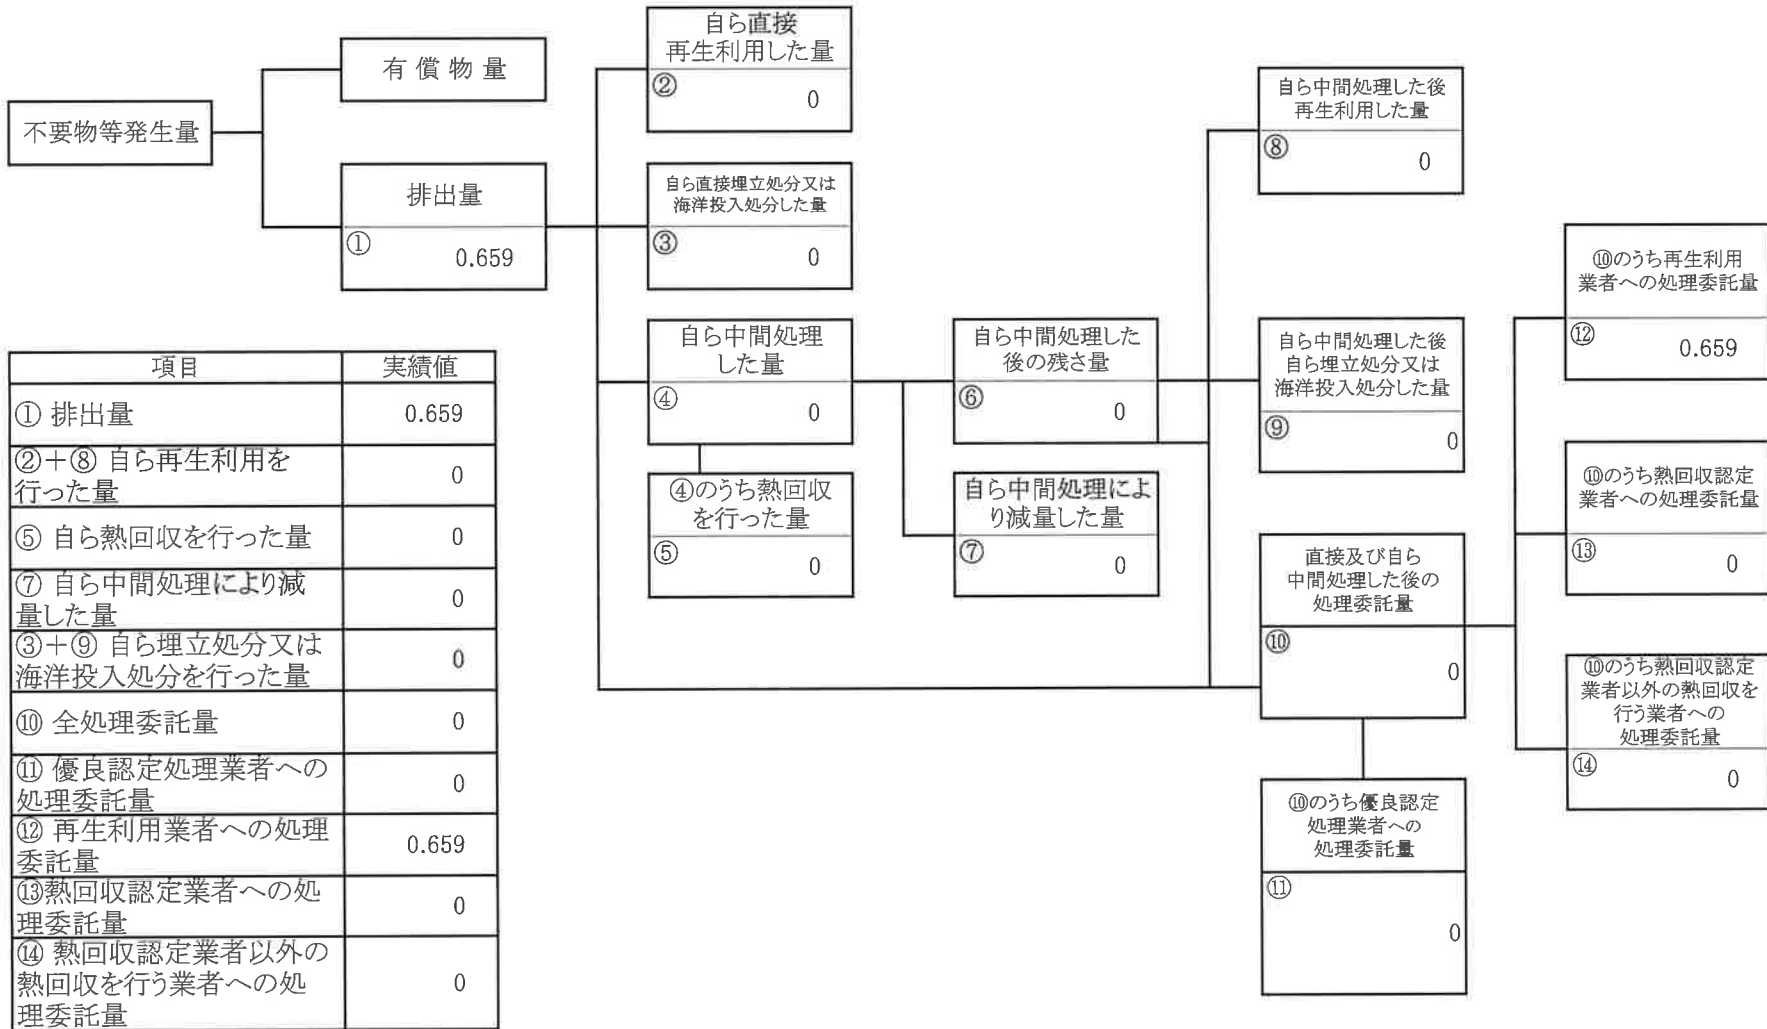 不要物等発生量
有償物量
排出量
①
0.659
自ら直接
再生利用した量
②
0
自ら直接埋立処分又は
海洋投入処分した量
③
0
自ら中間処理
した量
④
0
④のうち熱回収
を行った量
⑤
0
自ら中間処理した
後の残さ量
⑥
0
自ら中間処理によ
り減量した量
⑦
0
自ら中間処理した後
再生利用した量
⑧
0
自ら中間処理した後
自ら埋立処分又は
海洋投入処分した量
⑨
0
直接及び自ら
中間処理した後の
処理委託量
⑩
0
⑩のうち優良認定
処理業者への
処理委託量
⑪
0
⑩のうち再生利用
業者への処理委託量
⑫
0.659
⑩のうち熱回収認定
業者への処理委託量
⑬
0
⑩のうち熱回収認定
業者以外の熱回収を
行う業者への
処理委託量
⑭
0
項目 実績値
① 排出量 0.659
②+⑧ 自ら再生利用を
行った量 0
⑤ 自ら熱回収を行った量 0
⑦ 自ら中間処理により減
量した量 0
③+⑨ 自ら埋立処分又は
海洋投入処分を行った量 0
⑩ 全処理委託量 0
⑪ 優良認定処理業者への
処理委託量 0
⑫ 再生利用業者への処理
委託量 0.659
⑬熱回収認定業者への処
理委託量 0
⑭ 熱回収認定業者以外の
熱回収を行う業者への処
理委託量 0